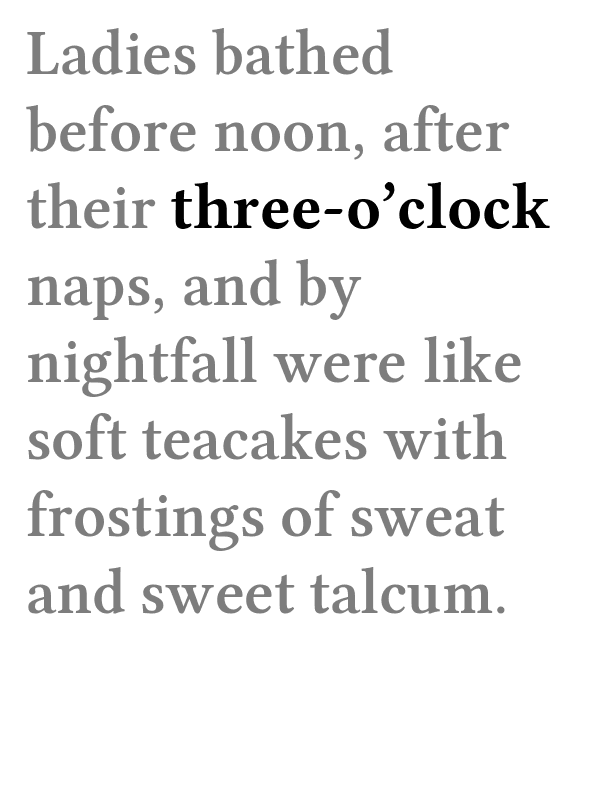 Ladies bathed
before noon, after
their three-o’clock
naps, and by
nightfall were like
soft teacakes with
frostings of sweat
and sweet talcum.